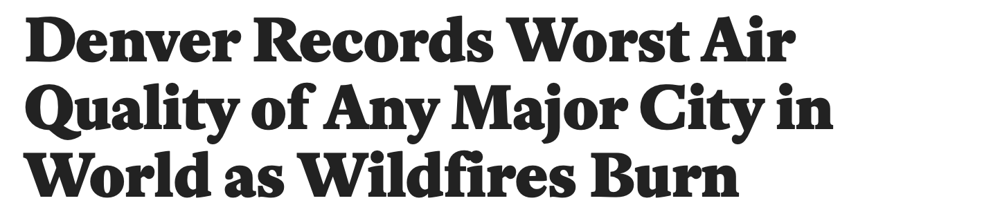 Denver Records Worst Air
Quality of Any Major City in
World as Wildfires Burn